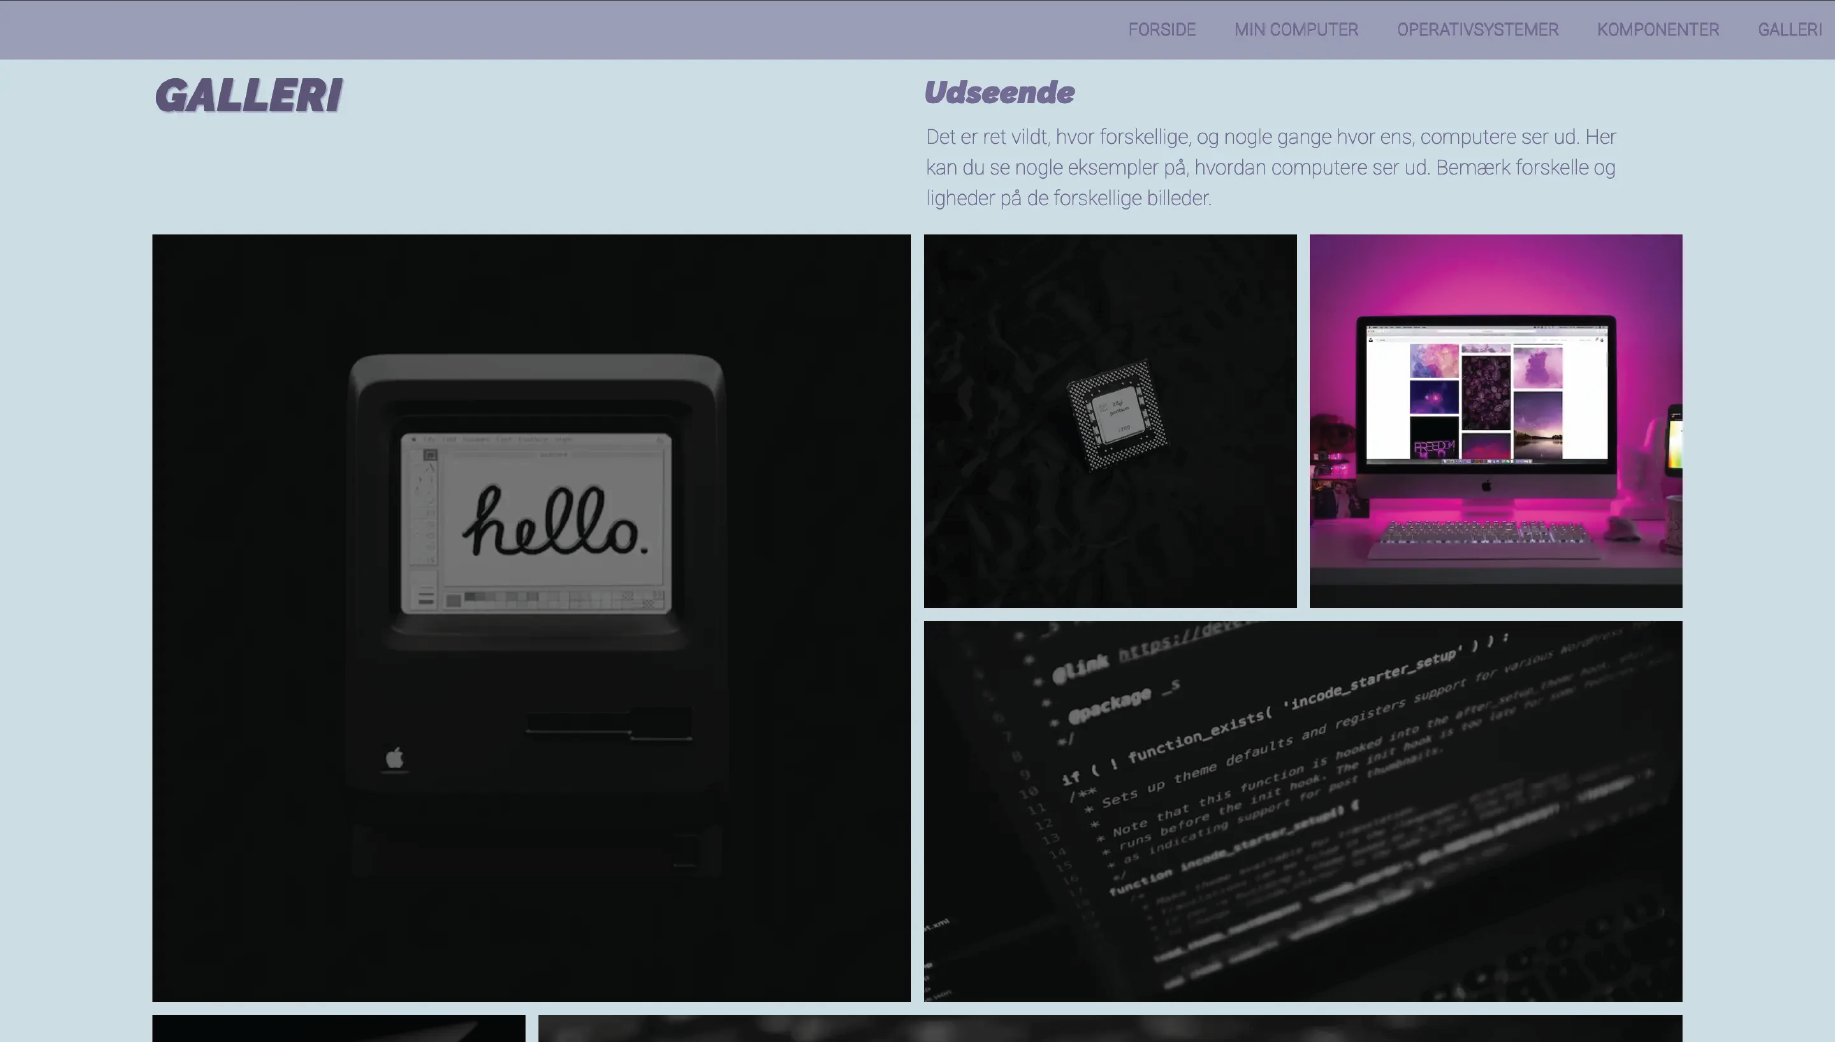 FORSIDE MIN COMPUTER OPERATIVSYSTEMER KOMPONENTER GALLERI
GALLERI
Udseende
Det er ret vildt, hvor forskellige, og nogle gange hvor ens, computere ser ud. Her
kan du se nogle eksempler på, hvordan computere ser ud. Bemærk forskelle og
ligheder på de forskellige billeder.
hello.
FREEDOM
* @link https://deve
* @package _s
*/
if ( ! function_exists( 'incode_starter_setup' ) ) :
/**
* Sets up theme defaults and registers support for various WordPress
*
* Note that this function is hooked into the after_setup_theme hook, which
* runs before the init hook. The init hook is too late for some features,
* as indicating support for post thumbnails.
*/
function incode_starter_setup() {